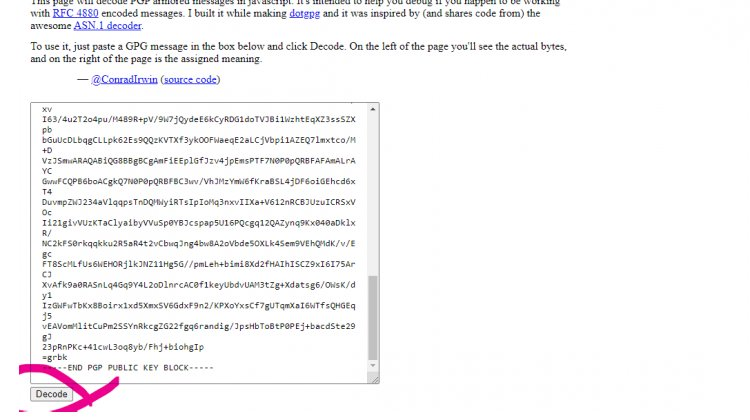 This page will decode PGP armored messages in javascript. It's intended to help you debug if you happen to be working
with RFC 4880 encoded messages. I built it while making dotgpg and it was inspired by (and shares code from) the
awesome ASN.1 decoder.
To use it, just paste a GPG message in the box below and click Decode. On the left of the page you'll see the actual bytes,
and on the right of the page is the assigned meaning.
— @ConradIrwin (source code)
xv
I63/4u2T2o4pu/M489R+pV/9W7jQydeE6kCyRDG1doTVJBi1WzhtEqXZ3ssSZX
pb
bGuUcDLbqgCLLpk62Es9QQzKVTXf3ykOOFWaeqE2aLCjVbpi1AZEQ7lmxtco/M
+D
VzJSmwARAQABiQG8BBgBCgAmFiEEplGfJzv4jpEmsPTF7N0P0pQRBFAFAmALrA
YC
GwwFCQPB6boACgkQ7N0P0pQRBFBC3wv/VhJMzYmW6fKraBSL4jDF6oiGEhcd6x
T4
DuvmpZWJ234aVlqqpsTnDQMWyiRTsIpIoMq3nxvIIXa+V612nRCBJUzuICRSxV
Oc
Ii21givVUzKTaClyaibyVVuSp0YBJcspap5U16PQcgq12QAZynq9Kx040aDklx
R/
NC2kFS0rkqqkku2R5aR4t2vCbwqJng4bw8A2oVbde5OXLk4Sem9VEhQMdK/v/E
gc
FT8ScMLfUs6WEHORjlkJNZ11Hg5G//pmLeh+bimi8Xd2fHAIhISCZ9xI6I75Ar
CJ
XvAfk9a0RASnLq4Gq9Y4L2oDlnrcAC0f1keyUbdvUAM3tZg+Xdatsg6/OWsK/d
y1
IzGWFwTbKx8Boirx1xd5XmxSV6GdxF9n2/KPXoYxsCf7gUTqmXaI6WTfsQHGEq
j5
vEAVomMlitCuPm2SSYnRkcgZG22fgq6randig/JpsHbToBtP0PEj+bacdSte29
gJ
23pRnPKc+41cwL3oq8yb/Fhj+biohgIp
=grbk
-----END PGP PUBLIC KEY BLOCK-----
Decode